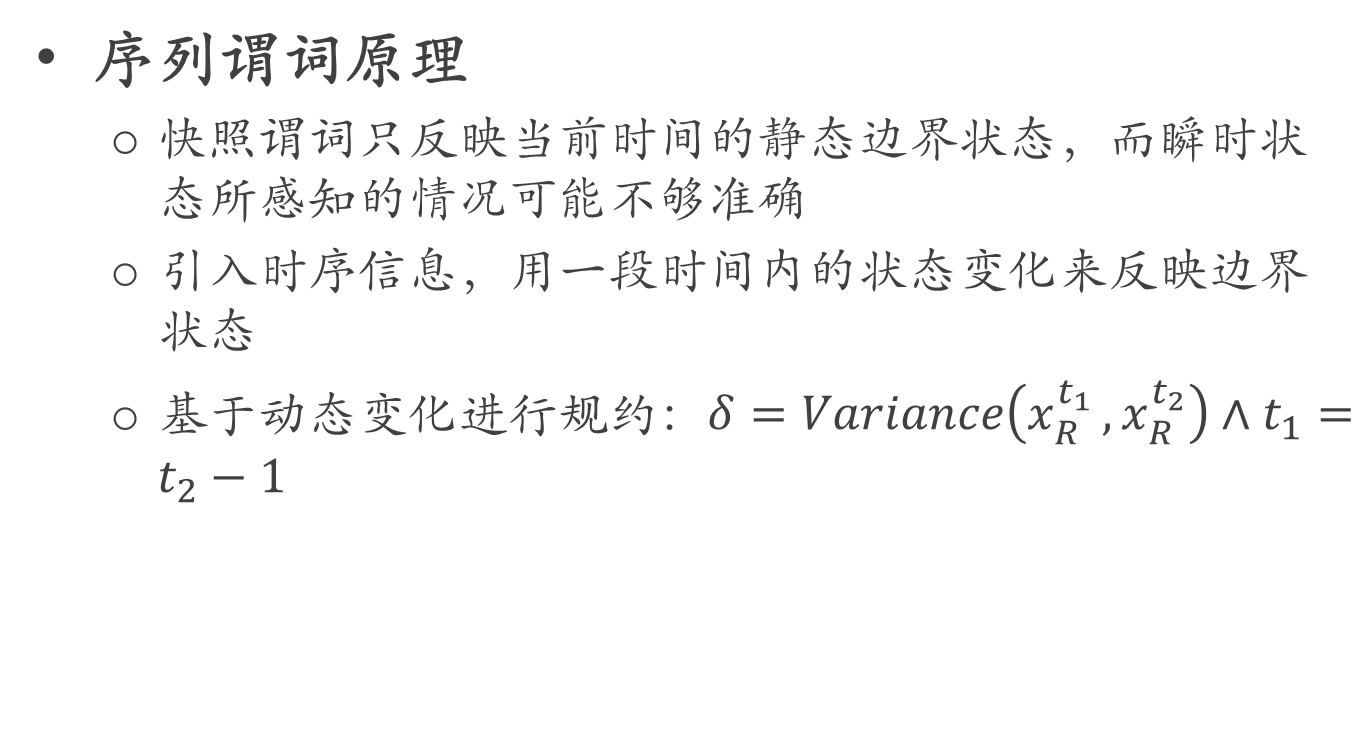 • 序列谓词原理
○ 快照谓词只反映当前时间的静态边界状态，而瞬时状
态所感知的情况可能不够准确
○ 引入时序信息，用一段时间内的状态变化来反映边界
状态
○ 基于动态变化进行规约：δ = Variance(x_R^{t_1}, x_R^{t_2}) ∧ t_1 =
t_2 − 1